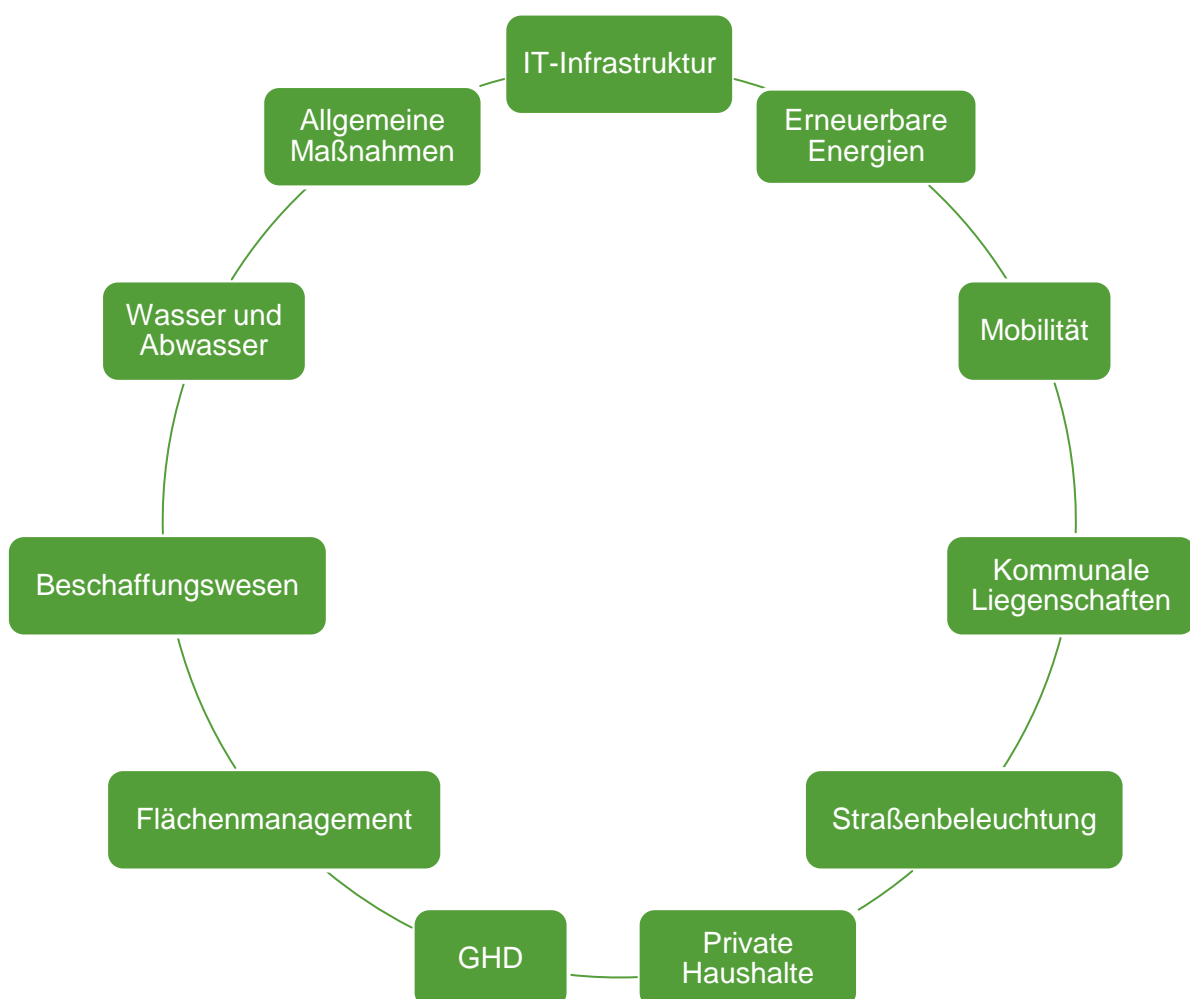 IT-Infrastruktur
Erneuerbare
Energien
Mobilität
Kommunale
Liegenschaften
Straßenbeleuchtung
Private
Haushalte
GHD
Flächenmanagement
Beschaffungswesen
Wasser und
Abwasser
Allgemeine
Maßnahmen